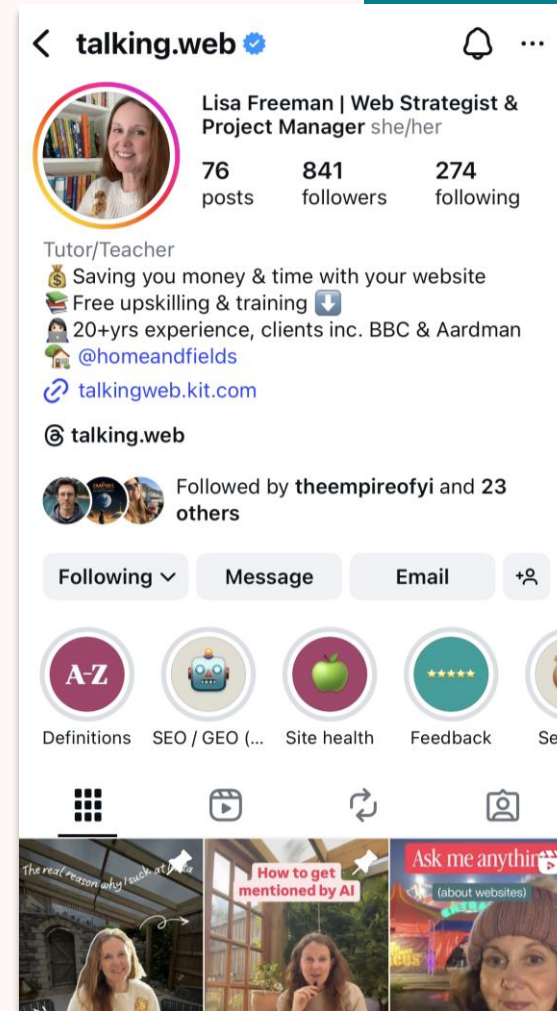 talking.web
Lisa Freeman | Web Strategist &
Project Manager she/her
76 841 274
posts followers following
Tutor/Teacher
💰 Saving you money & time with your website
📚 Free upskilling & training ⬇️
👩🏻‍💻 20+yrs experience, clients inc. BBC & Aardman
🏡 @homeandfields
talkingweb.kit.com
talking.web
Followed by theempireofyi and 23
others
Following Message Email
A-Z
Definitions SEO / GEO (... Site health Feedback Se
The real reason why I suck at
How to get
mentioned by AI
Ask me anything
(about websites)